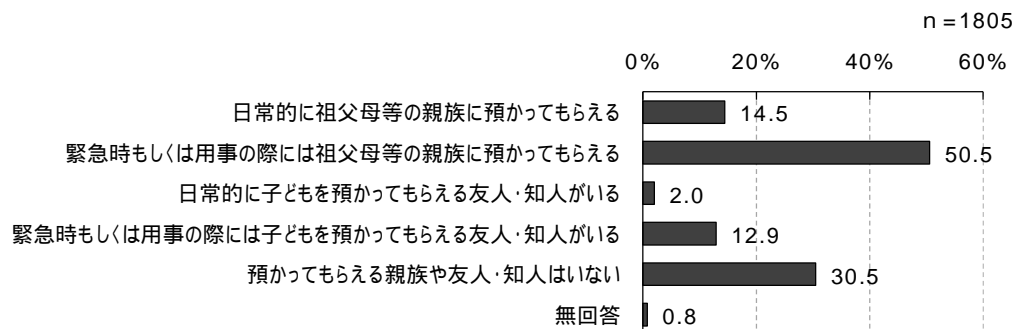 n=1805
0% 20% 40% 60%
日常的に祖父母等の親族に預かってもらえる 14.5
緊急時もしくは用事の際には祖父母等の親族に預かってもらえる 50.5
日常的に子どもを預かってもらえる友人・知人がいる 2.0
緊急時もしくは用事の際には子どもを預かってもらえる友人・知人がいる 12.9
預かってもらえる親族や友人・知人はいない 30.5
無回答 0.8